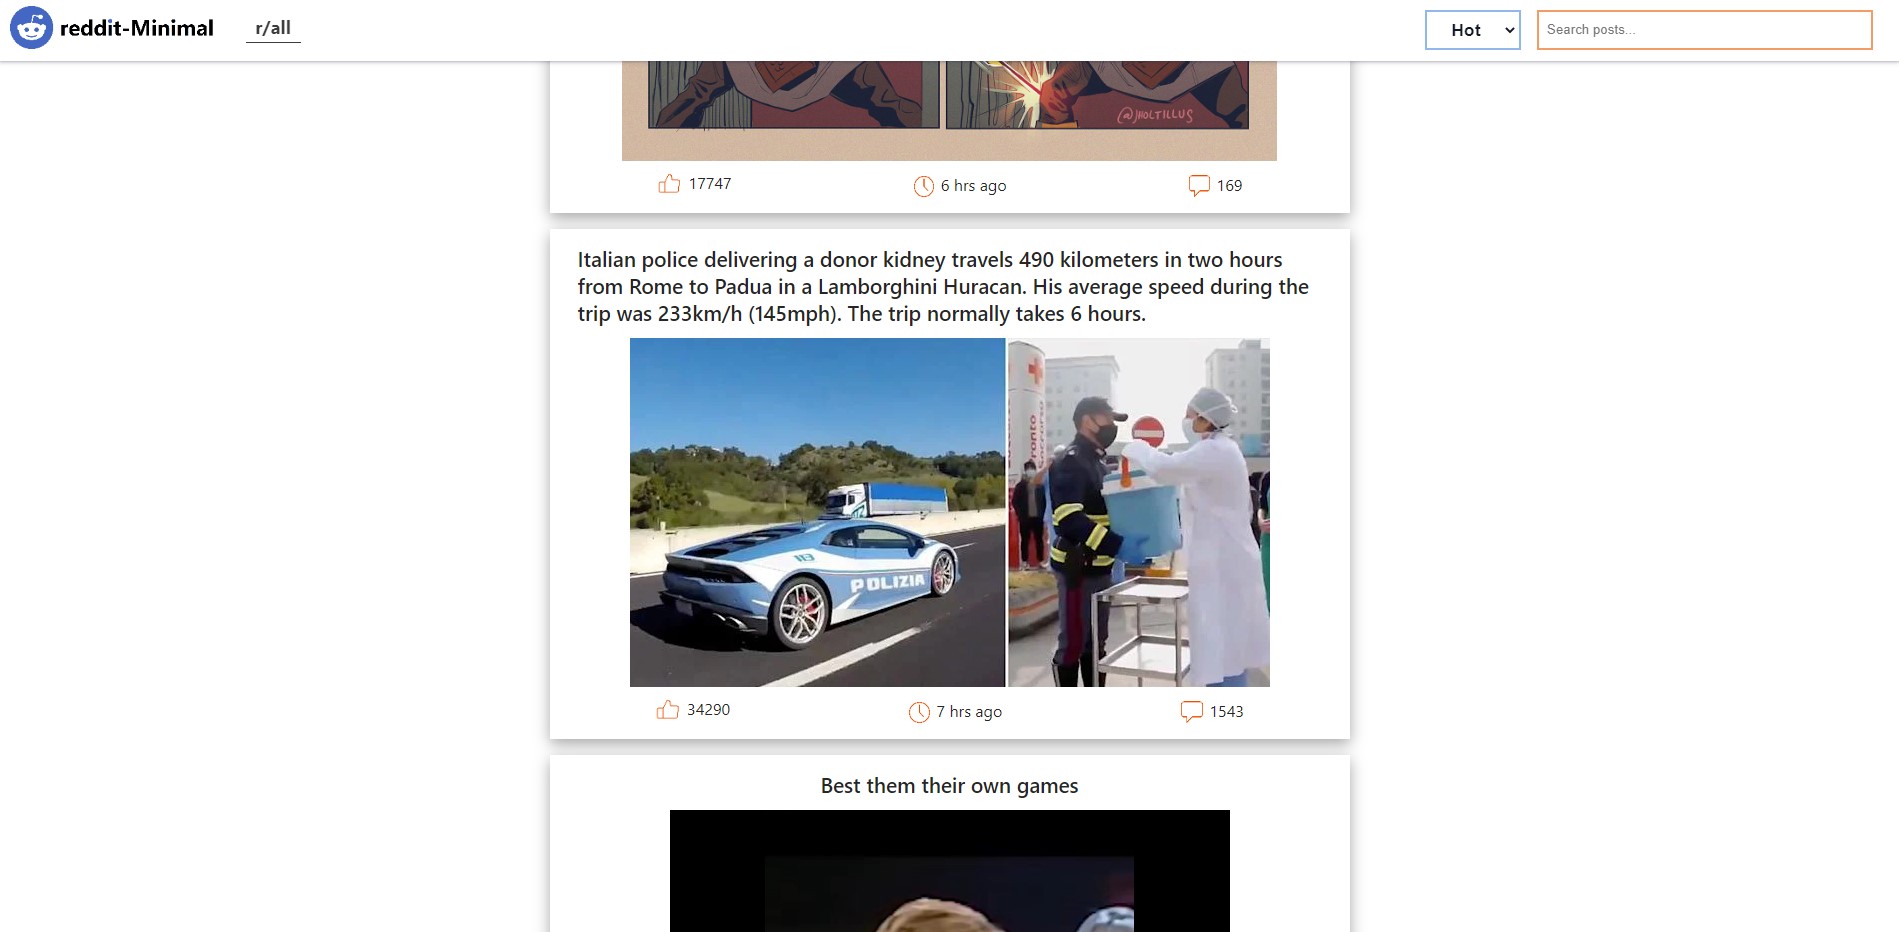 reddit-Minimal
r/all
Hot
Search posts...
@JHOLTILLUS
17747
6 hrs ago
169
Italian police delivering a donor kidney travels 490 kilometers in two hours
from Rome to Padua in a Lamborghini Huracan. His average speed during the
trip was 233km/h (145mph). The trip normally takes 6 hours.
113
POLIZIA
ronto
Soccorso
34290
7 hrs ago
1543
Best them their own games